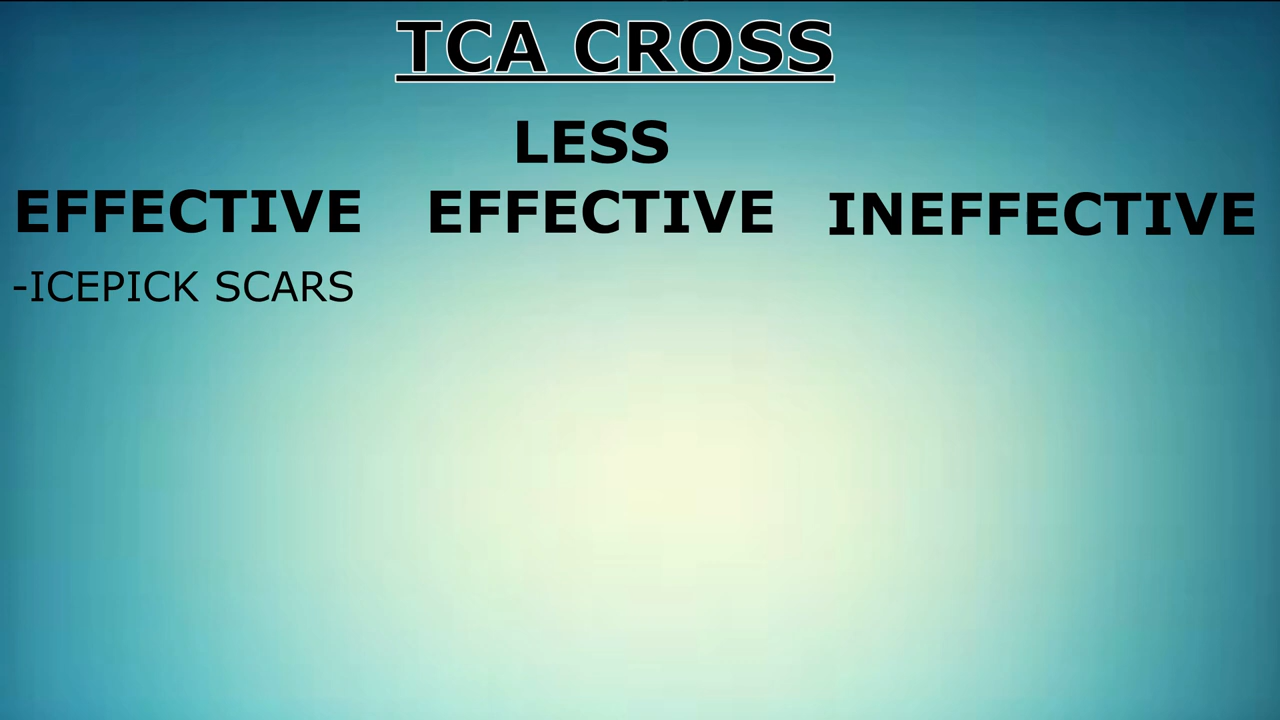 TCA CROSS
LESS
EFFECTIVE EFFECTIVE INEFFECTIVE
-ICEPICK SCARS